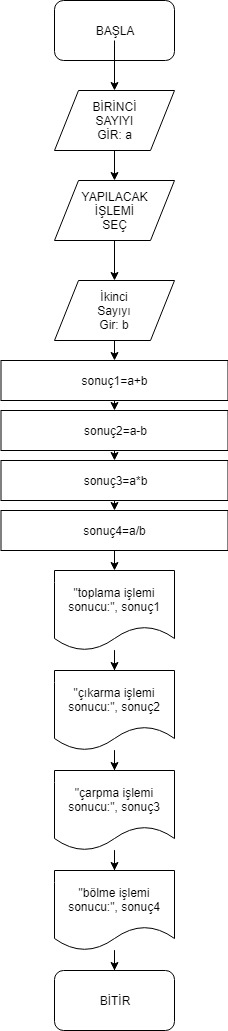 BAŞLA
BİRİNCİ
SAYIYI
GİR: a
YAPILACAK
İŞLEMİ
SEÇ
İkinci
Sayıyı
Gir: b
sonuç1=a+b
sonuç2=a-b
sonuç3=a*b
sonuç4=a/b
"toplama işlemi
sonucu:", sonuç1
"çıkarma işlemi
sonucu:", sonuç2
"çarpma işlemi
sonucu:", sonuç3
"bölme işlemi
sonucu:", sonuç4
BİTİR